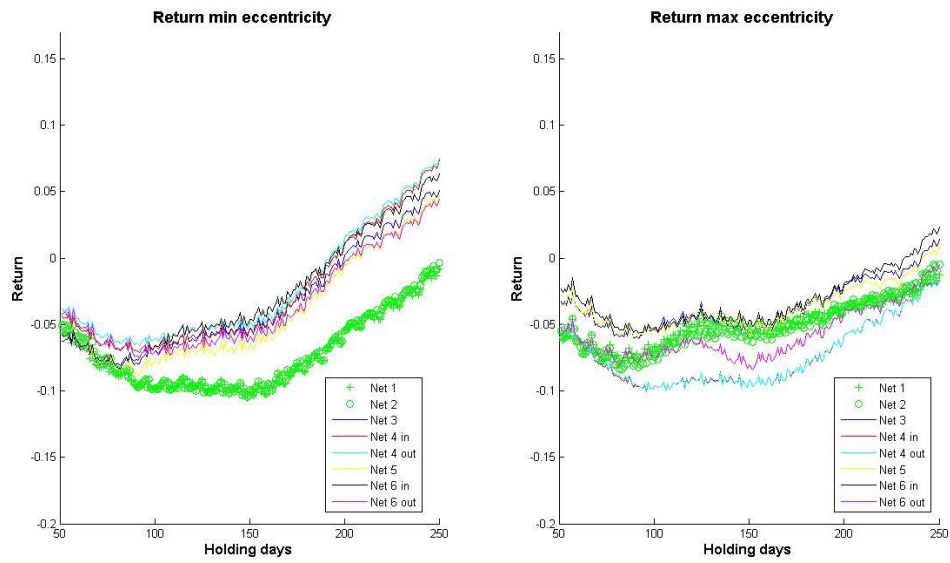 Return min eccentricity
0.15
0.1
0.05
0
-0.05
-0.1
-0.15
-0.2
Return
50
100
150
200
250
Holding days
Net 1
Net 2
Net 3
Net 4 in
Net 4 out
Net 5
Net 6 in
Net 6 out
Return max eccentricity
0.15
0.1
0.05
0
-0.05
-0.1
-0.15
-0.2
Return
50
100
150
200
250
Holding days
Net 1
Net 2
Net 3
Net 4 in
Net 4 out
Net 5
Net 6 in
Net 6 out